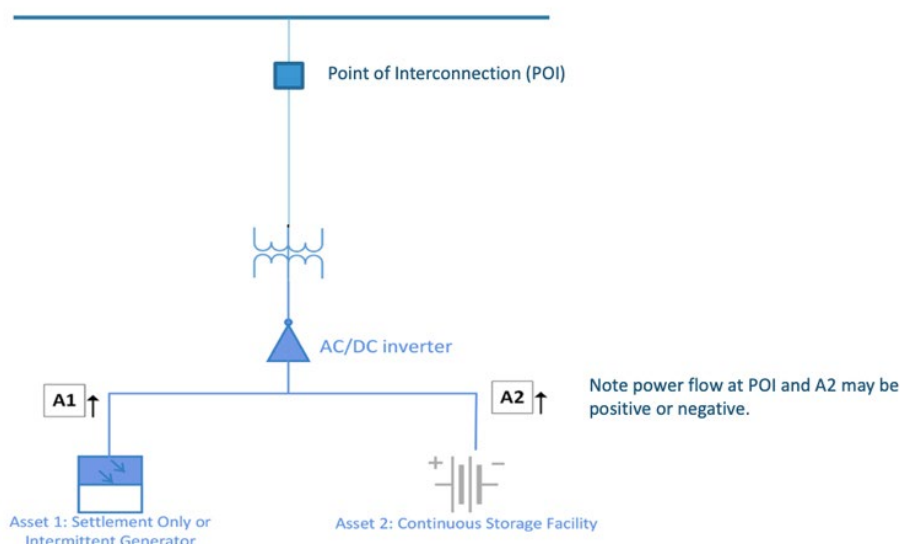 Point of Interconnection (POI)
AC/DC inverter
A1
A2
Note power flow at POI and A2 may be
positive or negative.
+
−
Asset 1: Settlement Only or
Intermittent Generator
Asset 2: Continuous Storage Facility